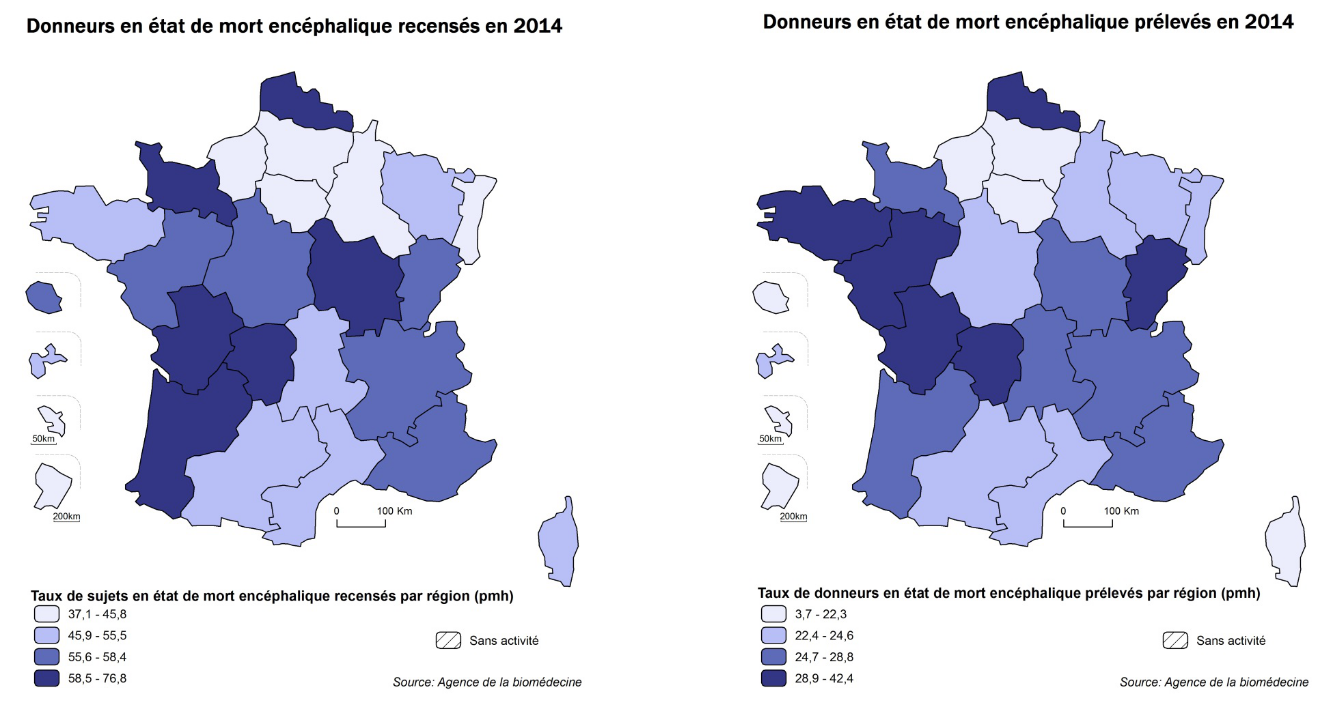 Donneurs en état de mort encéphalique recensés en 2014
50km
200km
0 100 Km
Taux de sujets en état de mort encéphalique recensés par région (pmh)
37,1 - 45,8
45,9 - 55,5
55,6 - 58,4
58,5 - 76,8
Sans activité
Source: Agence de la biomédecine
Donneurs en état de mort encéphalique prélevés en 2014
50km
200km
0 100 Km
Taux de donneurs en état de mort encéphalique prélevés par région (pmh)
3,7 - 22,3
22,4 - 24,6
24,7 - 28,8
28,9 - 42,4
Sans activité
Source: Agence de la biomédecine